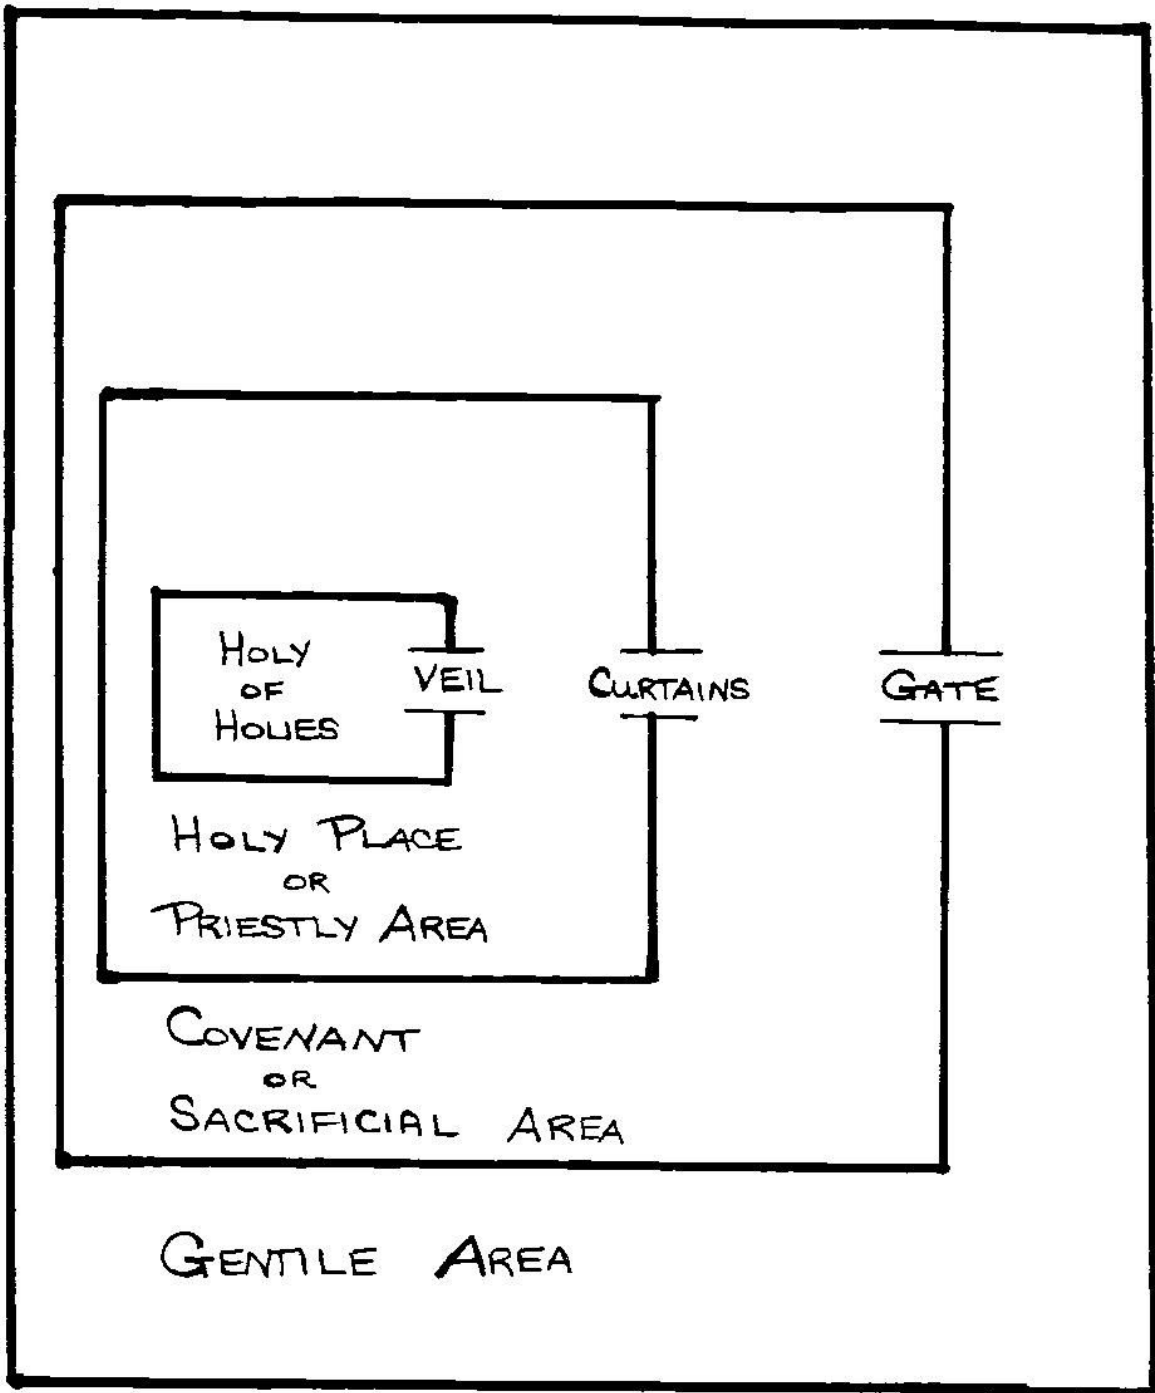 HOLY
OF
HOLIES
VEIL
CURTAINS
GATE
HOLY PLACE
OR
PRIESTLY AREA
COVENANT
OR
SACRIFICIAL AREA
GENTILE AREA